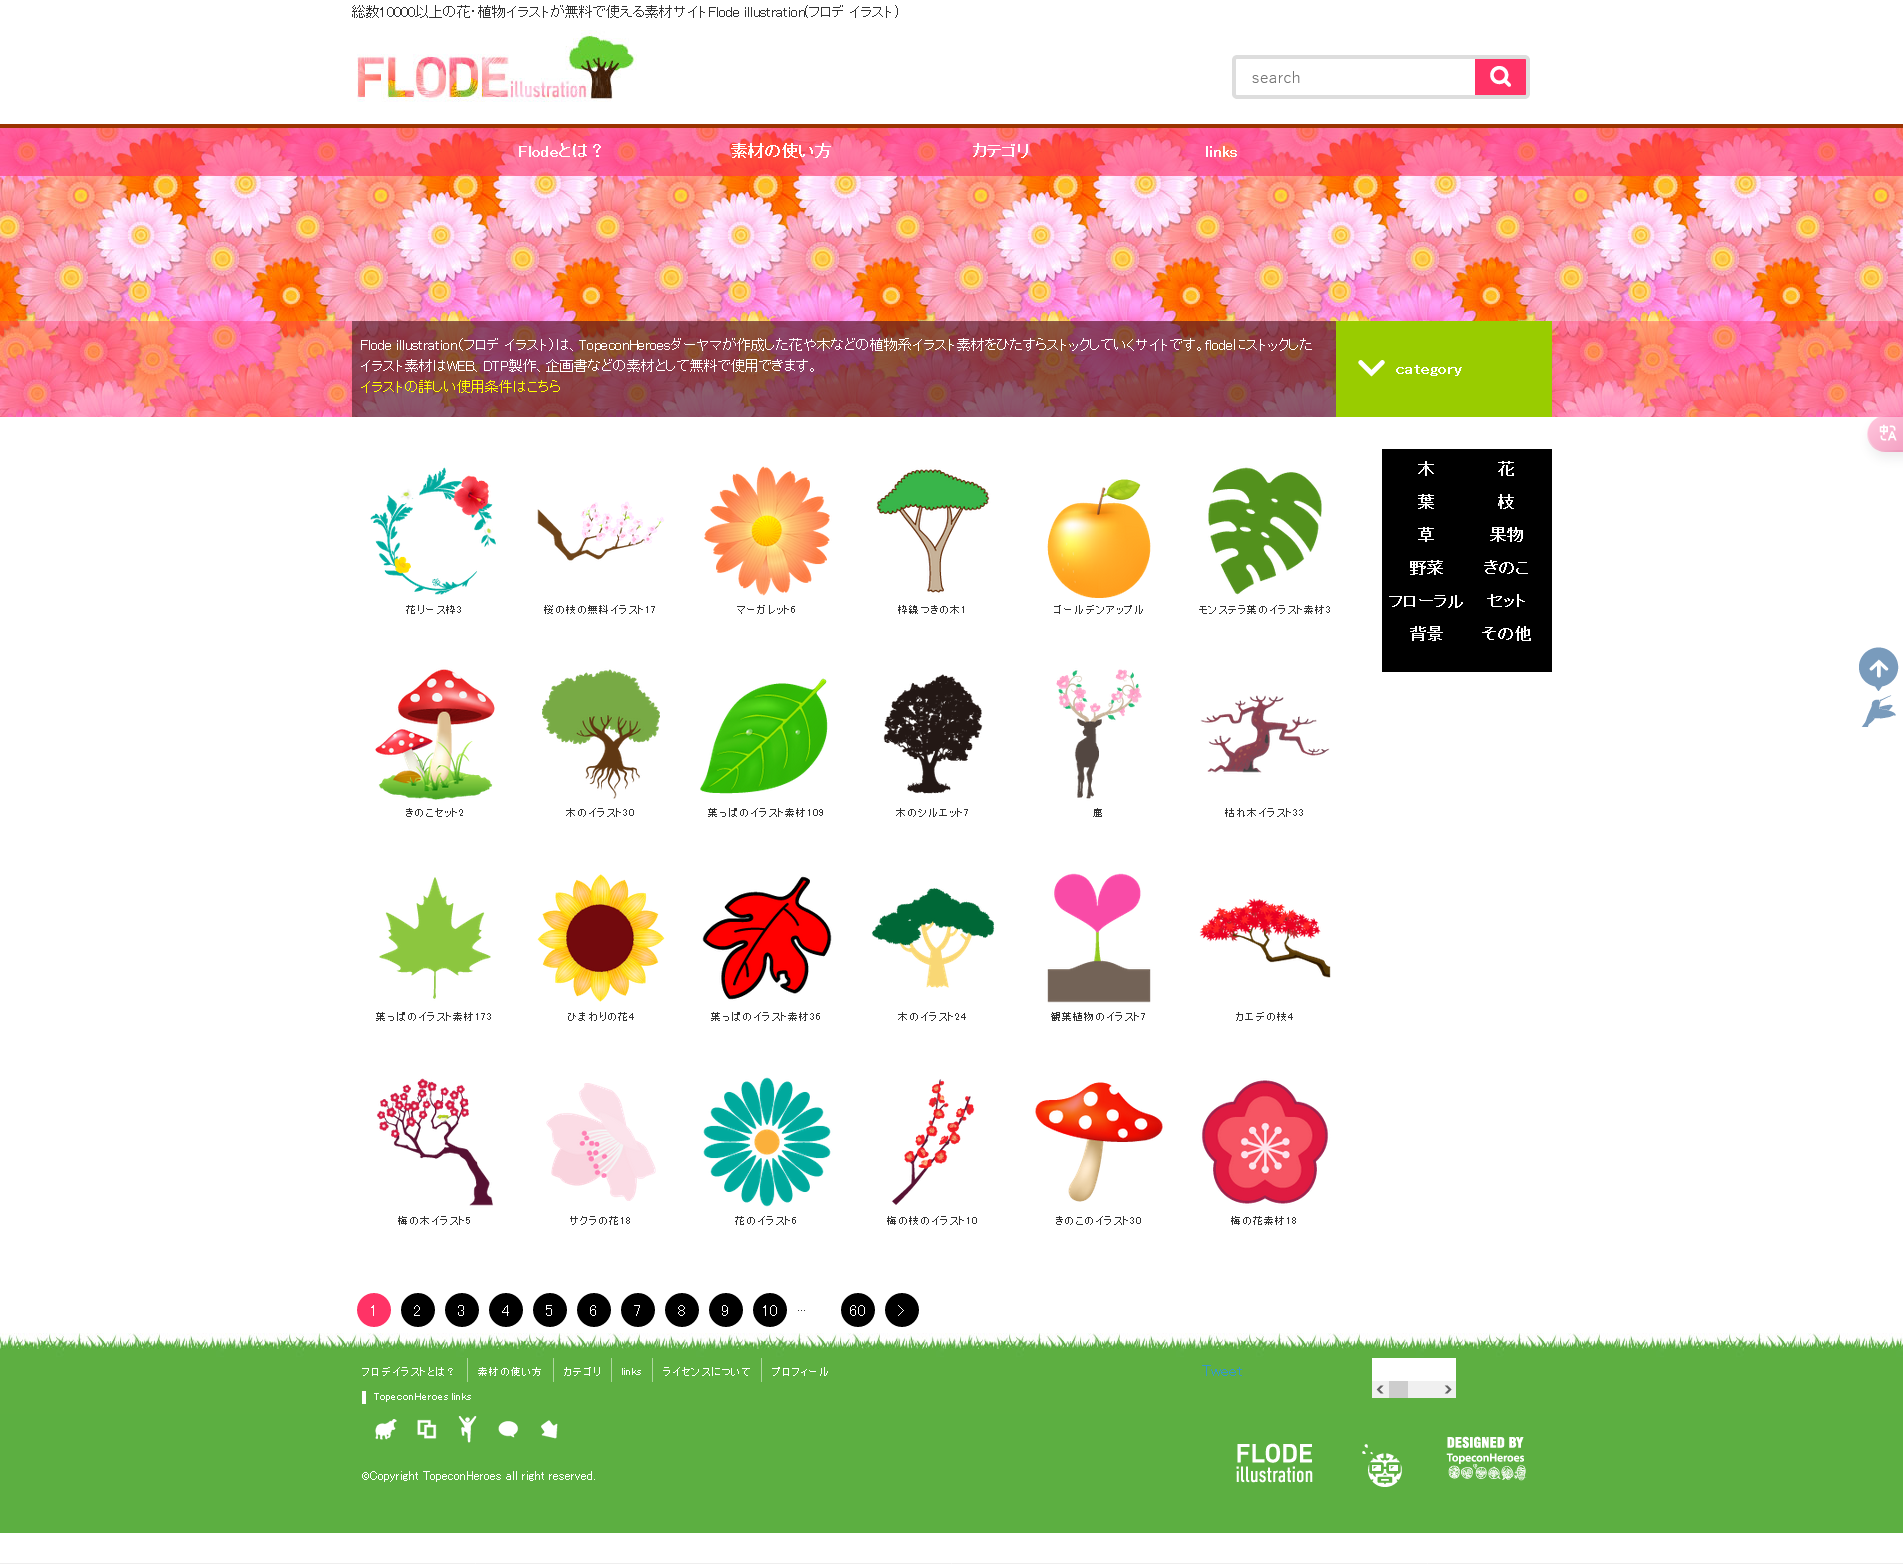 総数10000以上の花・植物イラストが無料で使える素材サイトFlode illustration(フロデ イラスト)
FLODE illustration
search
Flodeとは？
素材の使い方
カテゴリ
links
Flode illustration(フロデ イラスト)は、TopeconHeroesダーヤマが作成した花や木などの植物系イラスト素材をひたすらストックしていくサイトです。flodeにストックした
イラスト素材はWEB、DTP製作、企画書などの素材として無料で使用できます。
イラストの詳しい使用条件はこちら
category
木 花
葉 枝
草 果物
野菜 きのこ
フローラル セット
背景 その他
花リース枠3
桜の枝の無料イラスト17
マーガレット6
枠線つきの木1
ゴールデンアップル
モンステラ葉のイラスト素材3
きのこセット2
木のイラスト30
葉っぱのイラスト素材109
木のシルエット7
枯れ木イラスト33
葉っぱのイラスト素材173
ひまわりの花4
葉っぱのイラスト素材36
木のイラスト24
観葉植物のイラスト7
カエデの枝4
梅の木イラスト5
サクラの花18
花のイラスト6
梅の枝のイラスト10
きのこのイラスト30
梅の花素材18
1 2 3 4 5 6 7 8 9 10 … 60 >
フロデイラストとは？ 素材の使い方 カテゴリ links ライセンスについて プロフィール
Tweet
TopeconHeroes links
©Copyright TopeconHeroes all right reserved.
FLODE
illustration
DESIGNED BY
TopeconHeroes